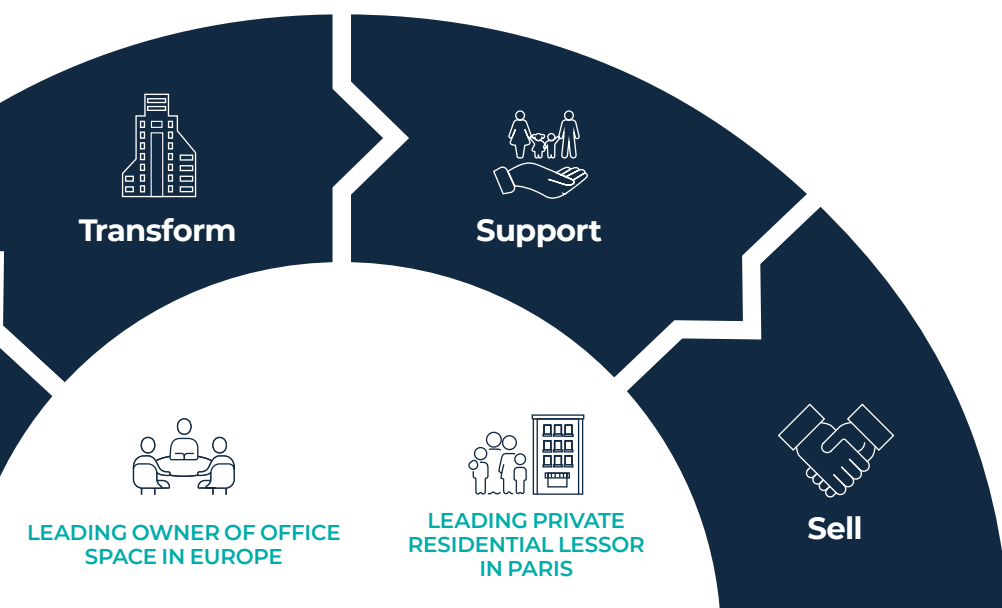 Transform
Support
Sell
LEADING OWNER OF OFFICE
SPACE IN EUROPE
LEADING PRIVATE
RESIDENTIAL LESSOR
IN PARIS